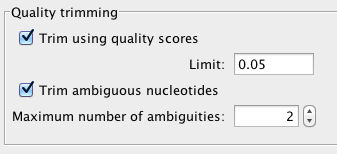 Quality trimming
Trim using quality scores
Limit: 0.05
Trim ambiguous nucleotides
Maximum number of ambiguities: 2